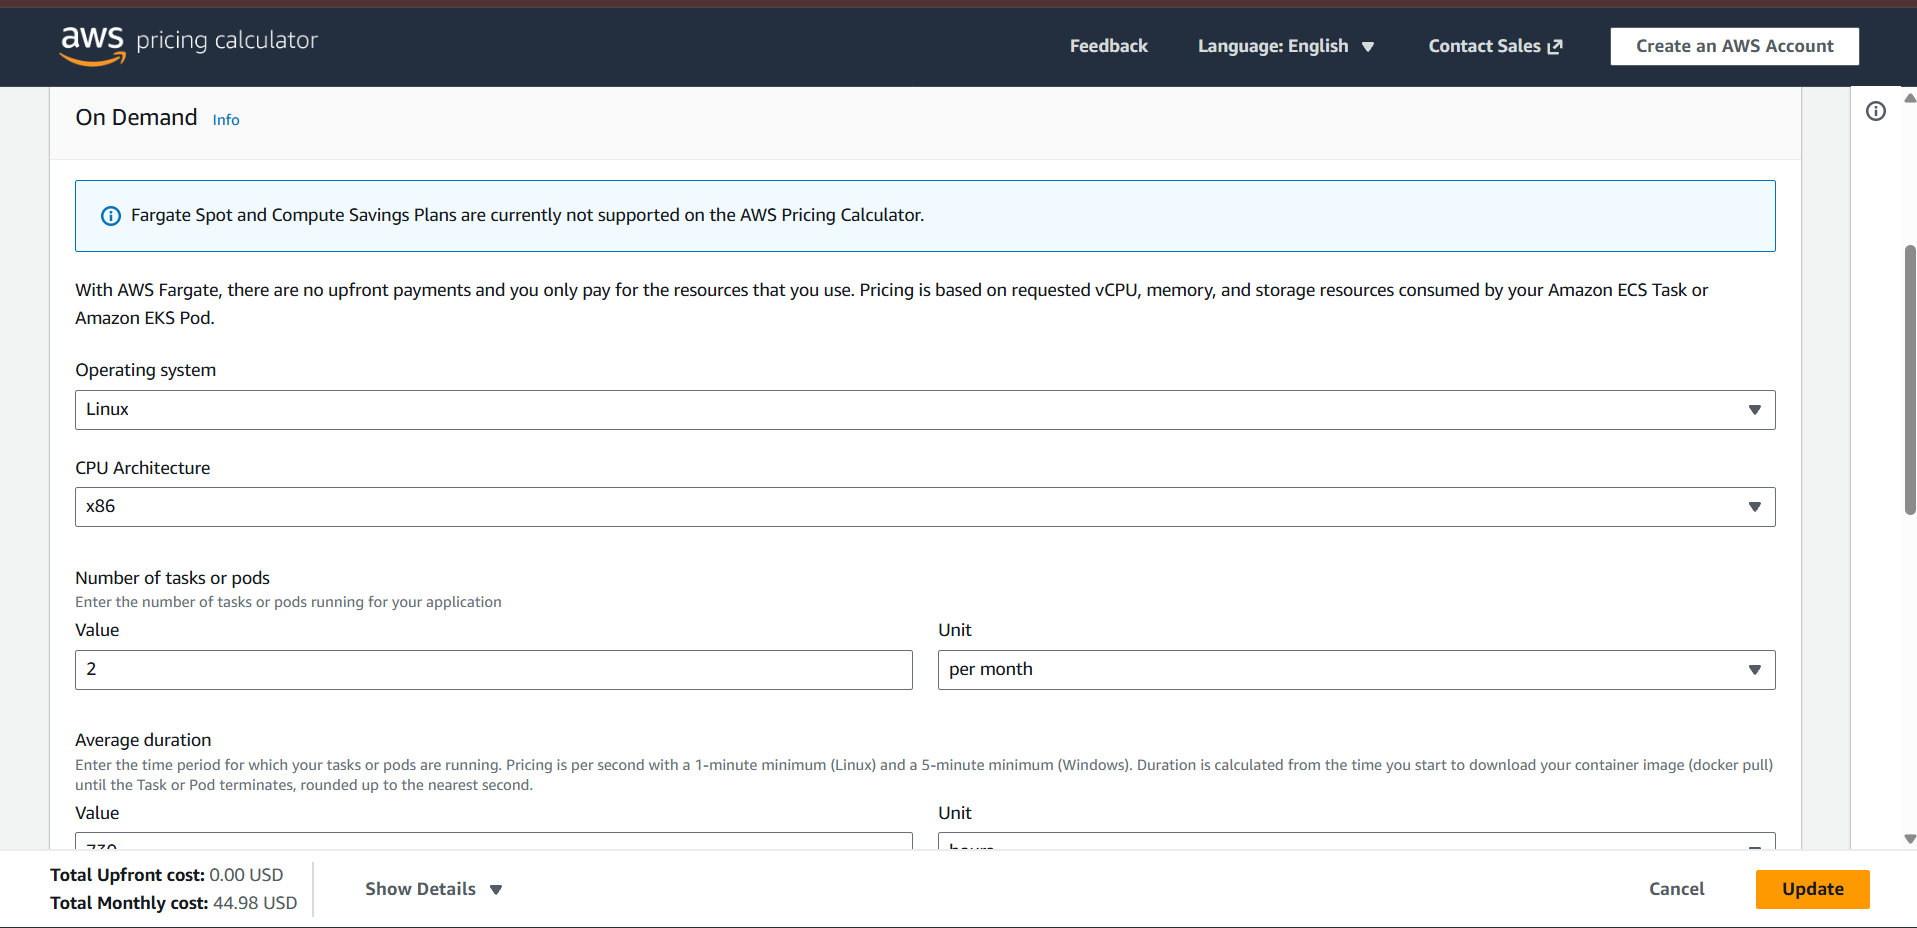 aws pricing calculator
Feedback
Language: English
Contact Sales
Create an AWS Account
On Demand Info
Fargate Spot and Compute Savings Plans are currently not supported on the AWS Pricing Calculator.
With AWS Fargate, there are no upfront payments and you only pay for the resources that you use. Pricing is based on requested vCPU, memory, and storage resources consumed by your Amazon ECS Task or
Amazon EKS Pod.
Operating system
Linux
CPU Architecture
x86
Number of tasks or pods
Enter the number of tasks or pods running for your application
Value
Unit
2
per month
Average duration
Enter the time period for which your tasks or pods are running. Pricing is per second with a 1-minute minimum (Linux) and a 5-minute minimum (Windows). Duration is calculated from the time you start to download your container image (docker pull)
until the Task or Pod terminates, rounded up to the nearest second.
Value
Unit
730
hours
Total Upfront cost: 0.00 USD
Total Monthly cost: 44.98 USD
Show Details
Cancel
Update